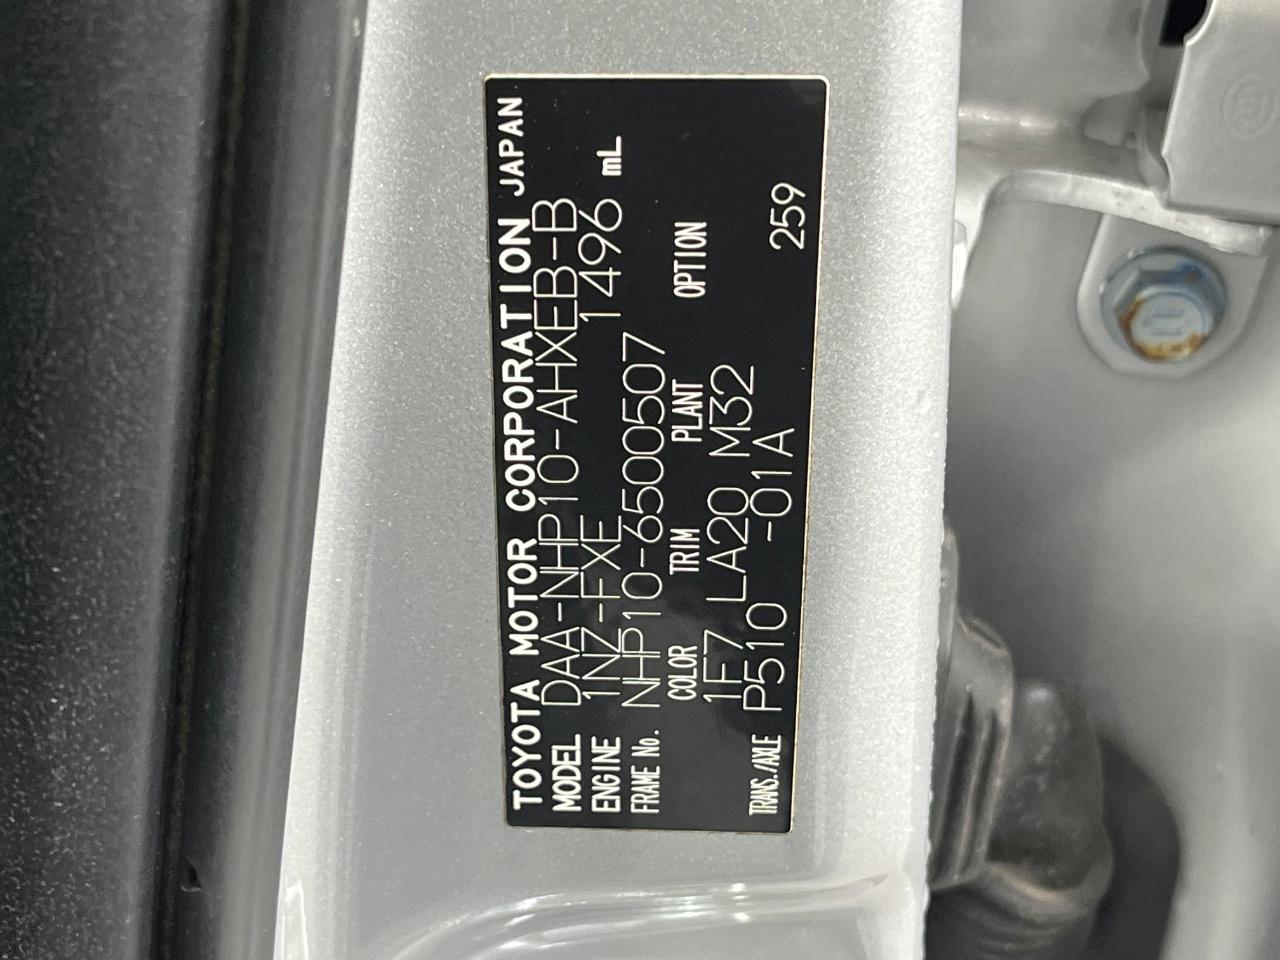 TOYOTA MOTOR CORPORATION JAPAN
MODEL DAA-NHP10-AHXEB-B
ENGINE 1NZ-FXE 1496 mL
FRAME No. NHP10-6500507
COLOR TRIM PLANT OPTION
1F7 LA20 M32
TRANS./AXLE P510 -01A 259